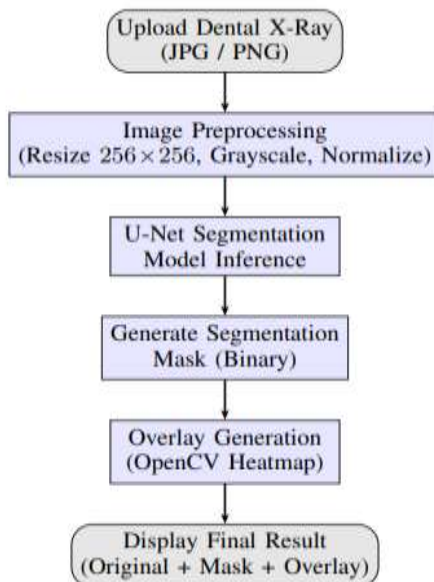 Upload Dental X-Ray
(JPG / PNG)
Image Preprocessing
(Resize 256×256, Grayscale, Normalize)
U-Net Segmentation
Model Inference
Generate Segmentation
Mask (Binary)
Overlay Generation
(OpenCV Heatmap)
Display Final Result
(Original + Mask + Overlay)